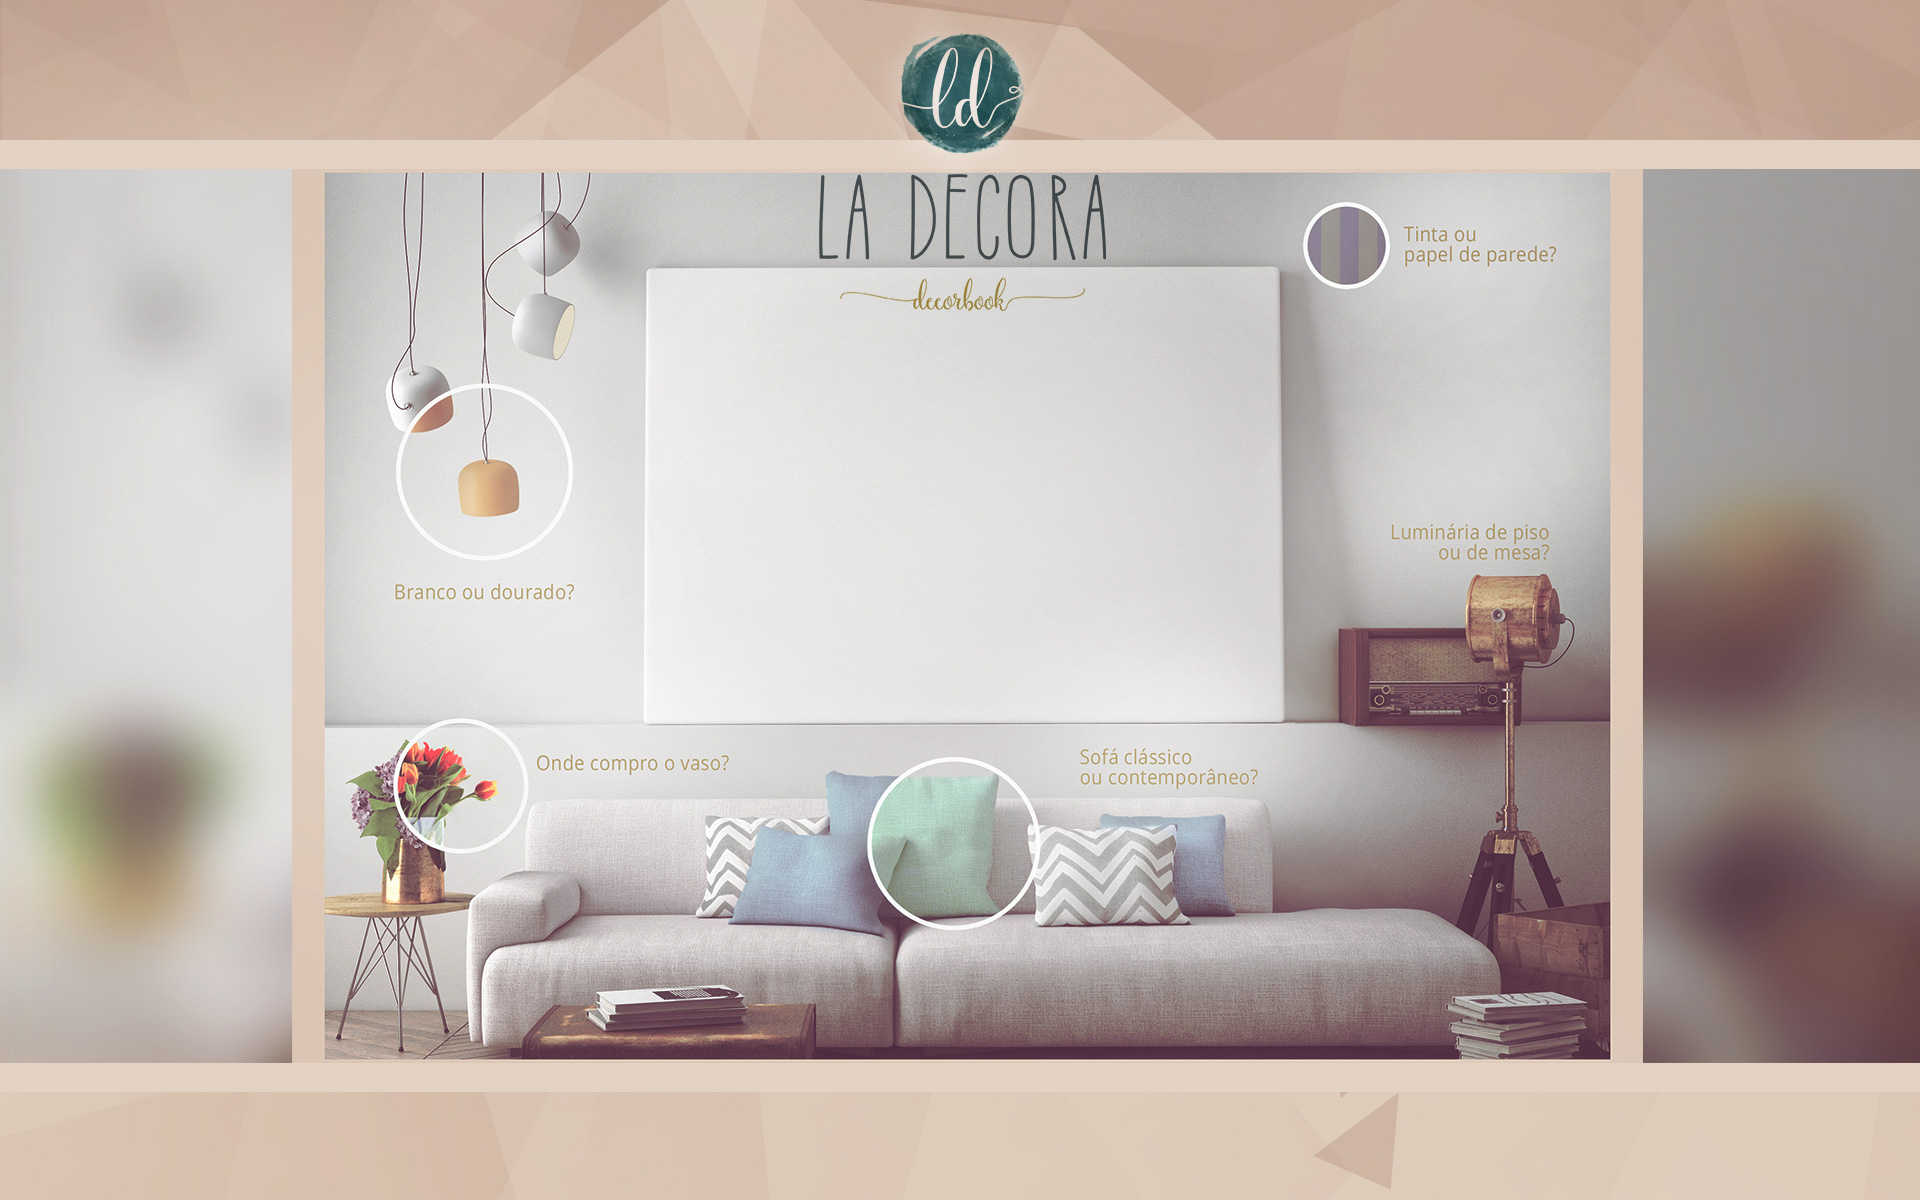 ld
LA DECORA
decorbook
Tinta ou
papel de parede?
Luminária de piso
ou de mesa?
Branco ou dourado?
Onde compro o vaso?
Sofá clássico
ou contemporâneo?